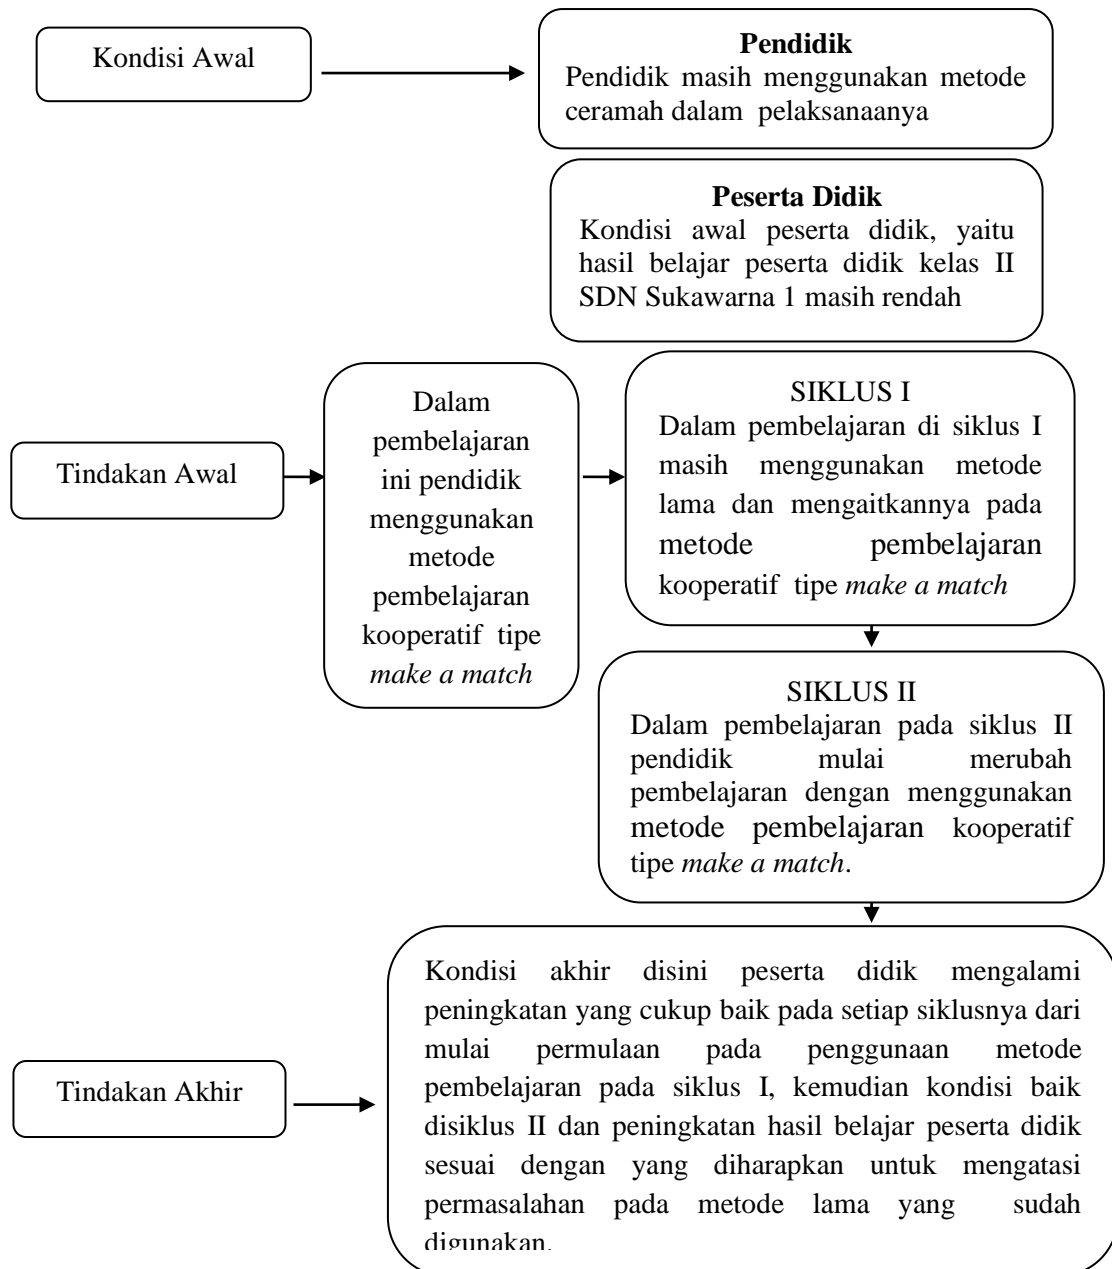 Kondisi Awal
Pendidik
Pendidik masih menggunakan metode
ceramah dalam pelaksanaanya
Peserta Didik
Kondisi awal peserta didik, yaitu
hasil belajar peserta didik kelas II
SDN Sukawarna 1 masih rendah
Tindakan Awal
Dalam
pembelajaran
ini pendidik
menggunakan
metode
pembelajaran
kooperatif tipe
make a match
SIKLUS I
Dalam pembelajaran di siklus I
masih menggunakan metode
lama dan mengaitkannya pada
metode pembelajaran
kooperatif tipe make a match
SIKLUS II
Dalam pembelajaran pada siklus II
pendidik mulai merubah
pembelajaran dengan menggunakan
metode pembelajaran kooperatif
tipe make a match.
Tindakan Akhir
Kondisi akhir disini peserta didik mengalami
peningkatan yang cukup baik pada setiap siklusnya dari
mulai permulaan pada penggunaan metode
pembelajaran pada siklus I, kemudian kondisi baik
disiklus II dan peningkatan hasil belajar peserta didik
sesuai dengan yang diharapkan untuk mengatasi
permasalahan pada metode lama yang sudah
digunakan.